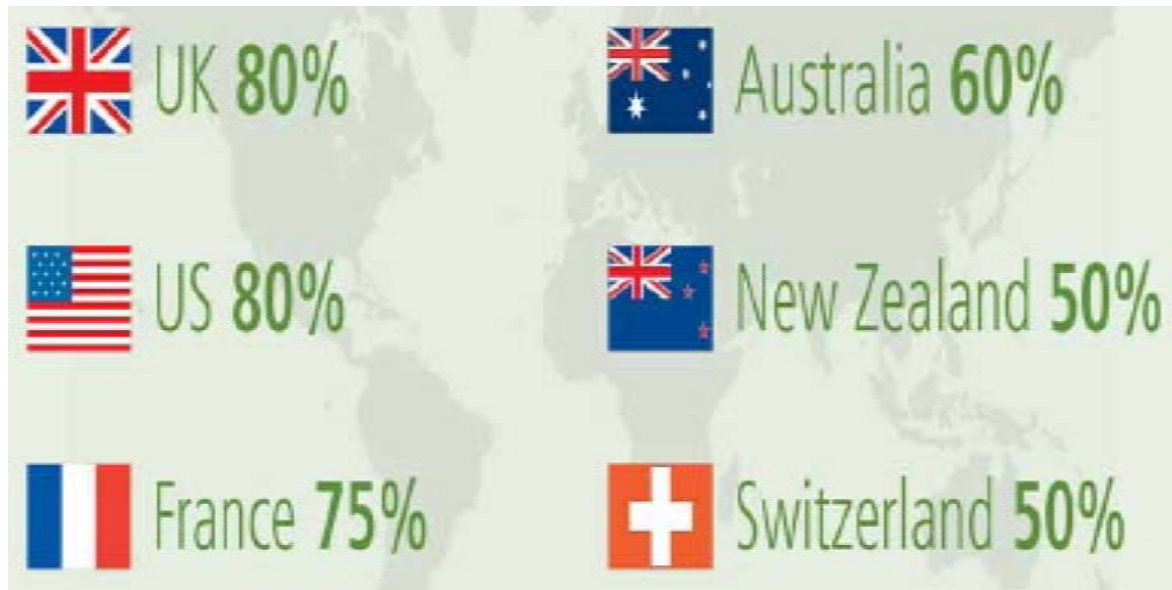 UK 80%
Australia 60%
US 80%
New Zealand 50%
France 75%
Switzerland 50%